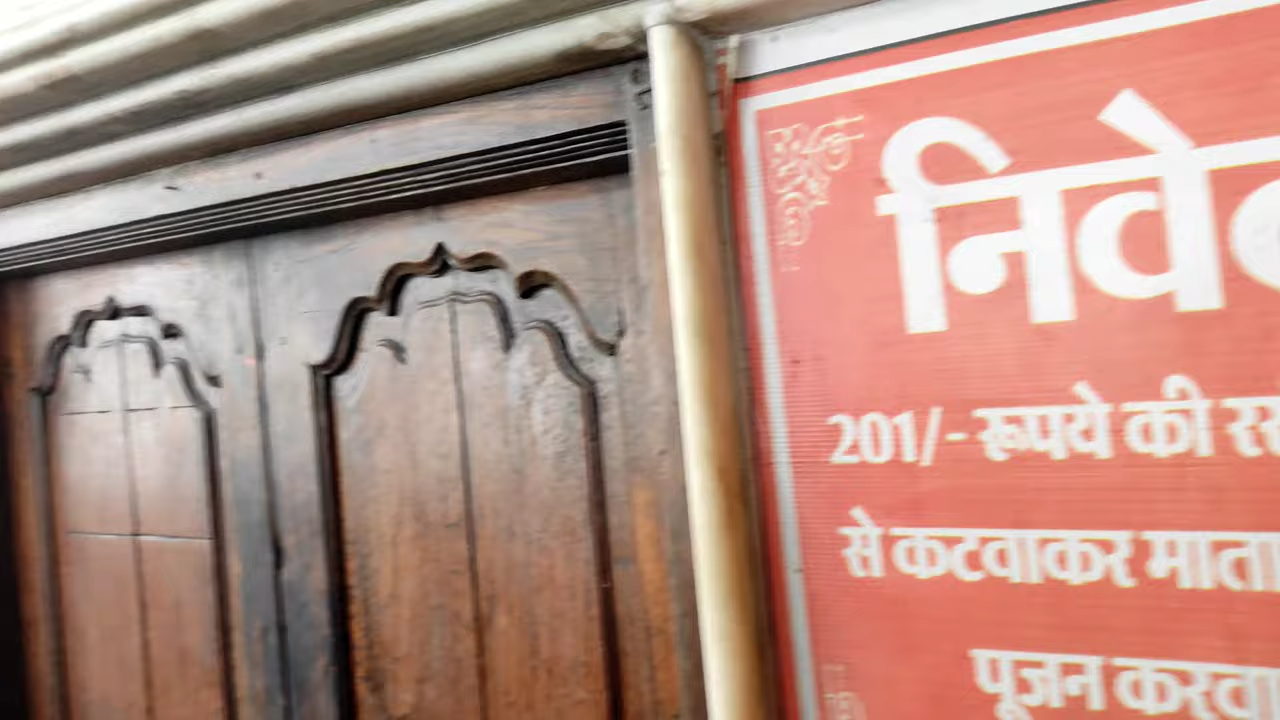 निवे
201/- रूपये की
से कटवाकर माता
पूजन करवा